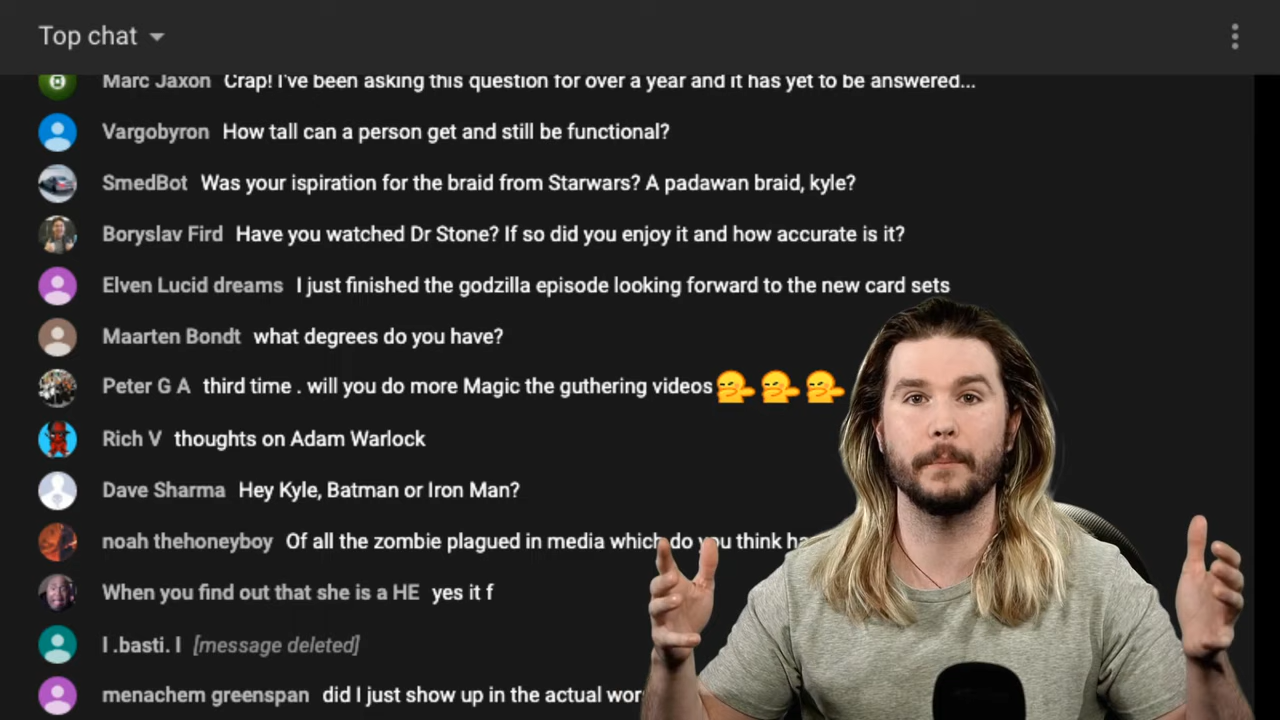 Top chat
Marc Jaxon Crap! I've been asking this question for over a year and it has yet to be answered...
Vargobyron How tall can a person get and still be functional?
SmedBot Was your ispiration for the braid from Starwars? A padawan braid, kyle?
Boryslav Fird Have you watched Dr Stone? If so did you enjoy it and how accurate is it?
Elven Lucid dreams I just finished the godzilla episode looking forward to the new card sets
Maarten Bondt what degrees do you have?
Peter G A third time . will you do more Magic the guthering videos
Rich V thoughts on Adam Warlock
Dave Sharma Hey Kyle, Batman or Iron Man?
noah thehoneyboy Of all the zombie plagued in media which do you think
When you find out that she is a HE yes it f
l .basti. l [message deleted]
menachem greenspan did I just show up in the actual